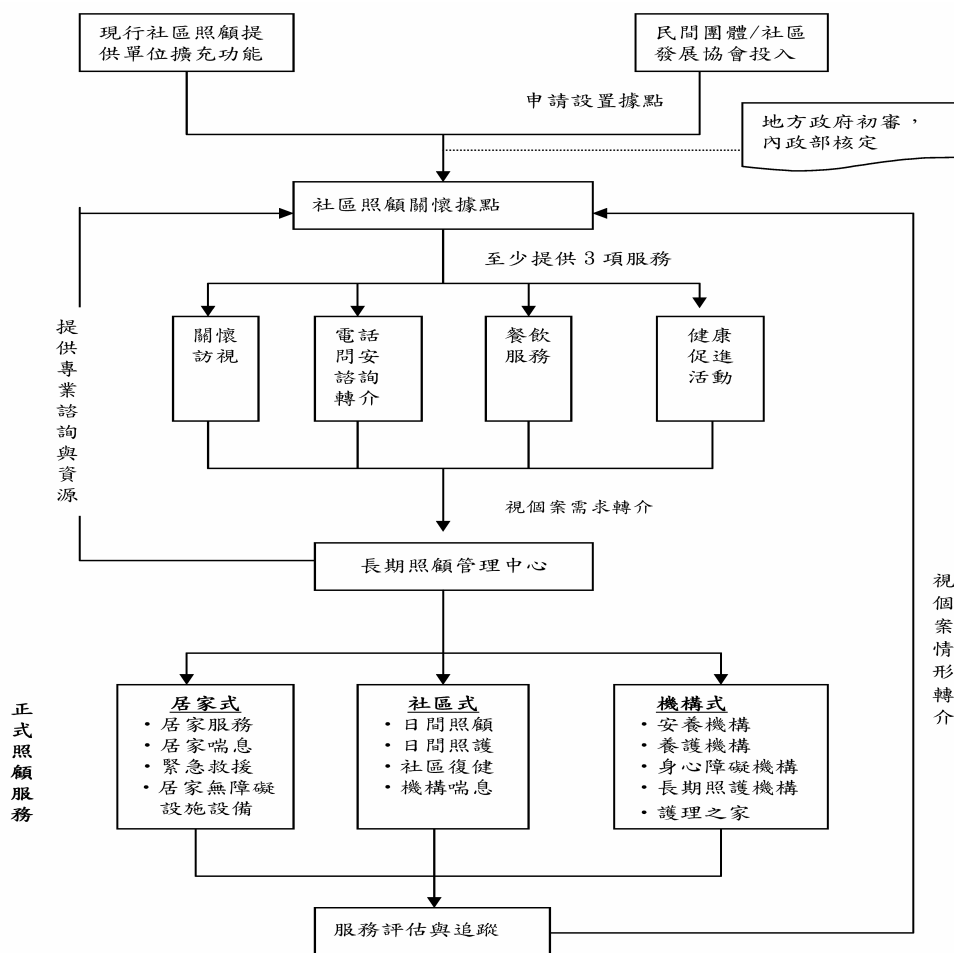 現行社區照顧提
供單位擴充功能
民間團體/社區
發展協會投入
申請設置據點
地方政府初審，
內政部核定
社區照顧關懷據點
至少提供 3 項服務
關懷
訪視
電話
問安
諮詢
轉介
餐飲
服務
健康
促進
活動
提供專業諮詢與資源
視個案需求轉介
長期照顧管理中心
視個案情形轉介
正式照顧服務
居家式
・居家服務
・居家喘息
・緊急救援
・居家無障礙
設施設備
社區式
・日間照顧
・日間照護
・社區復健
・機構喘息
機構式
・安養機構
・養護機構
・身心障礙機構
・長期照護機構
・護理之家
服務評估與追蹤